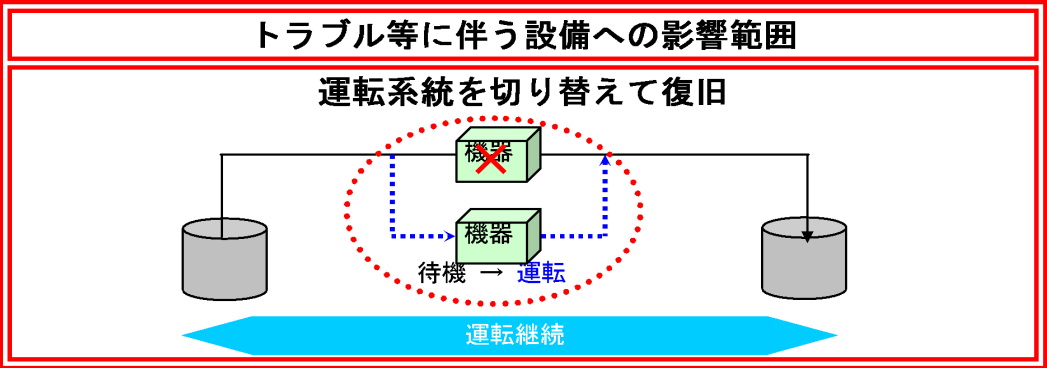 トラブル等に伴う設備への影響範囲
運転系統を切り替えて復旧
機器
機器
待機 → 運転
運転継続